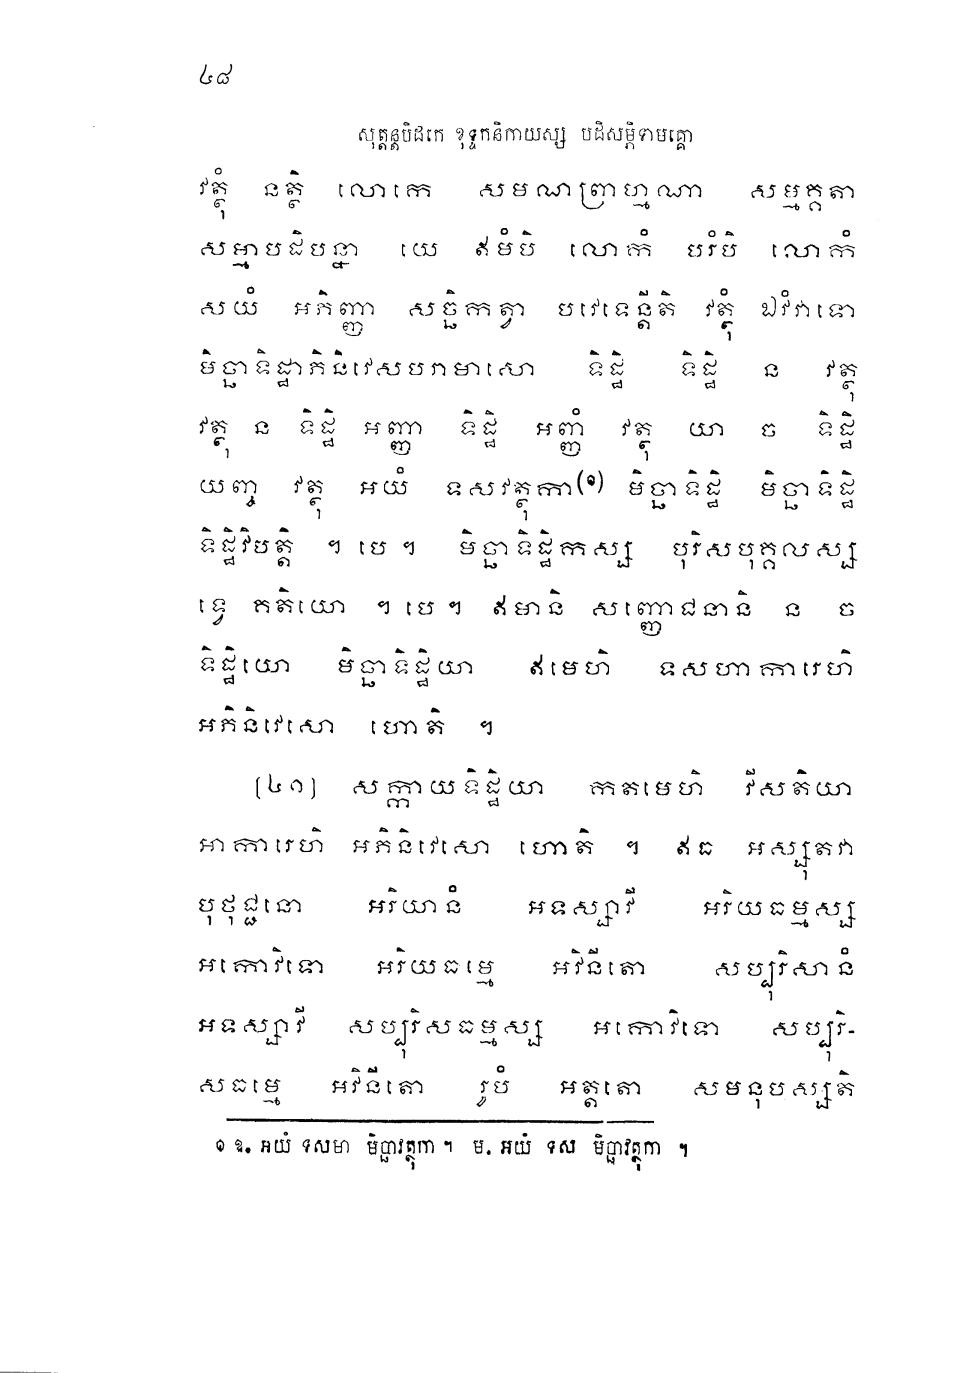 ៤៨
សុត្តន្តបិដកេ ខុទ្ទកនិកាយស្ស បដិសម្ភិទាមគ្គោ
វត្ថុំ នត្ថិ លោកេ សមណព្រាហ្មណា សម្មគ្គតា
សម្មាបដិបន្នា យេ ឥមំបិ លោកំ បរំបិ លោកំ
សយំ អភិញ្ញា សច្ឆិកត្វា បវេទេន្តីតិ វត្ថុំ ឯវំវាទោ
មិច្ឆាទិដ្ឋាភិនិវេសបរាមាសោ ទិដ្ឋិ ទិដ្ឋិ ន វត្ថុ
វត្ថុ ន ទិដ្ឋិ អញ្ញា ទិដ្ឋិ អញ្ញំ វត្ថុ យា ច ទិដ្ឋិ
យញ្ច វត្ថុ អយំ ទសវត្ថុកា(១) មិច្ឆាទិដ្ឋិ មិច្ឆាទិដ្ឋិ
ទិដ្ឋិវិបត្តិ ។ បេ ។ មិច្ឆាទិដ្ឋិកស្ស បុរិសបុគ្គលស្ស
ទ្វេ គតិយោ ។ បេ ។ ឥមានិ សញ្ញោជនានិ ន ច
ទិដ្ឋិយោ មិច្ឆាទិដ្ឋិយា ឥមេហិ ទសហាការេហិ
អភិនិវេសោ ហោតិ ។
(៤០) សក្កាយទិដ្ឋិយា កតមេហិ វីសតិយា
អាការេហិ អភិនិវេសោ ហោតិ ។ ឥធ អស្សុតវា
បុថុជ្ជនោ អរិយានំ អទស្សាវី អរិយធម្មស្ស
អកោវិទោ អរិយធម្មេ អវិនីតោ សប្បុរិសានំ
អទស្សាវី សប្បុរិសធម្មស្ស អកោវិទោ សប្បុរិ-
សធម្មេ អវិនីតោ រូបំ អត្តតោ សមនុបស្សតិ
១ ឱ. អយំ ទសមា មិច្ឆាវត្ថុកា ។ ម. អយំ ទស មិច្ឆាវត្ថុកា ។